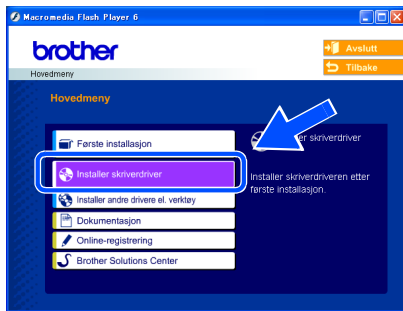 Macromedia Flash Player 6
brother
Avslutt
Tilbake
Hovedmeny
Hovedmeny
Første installasjon
Installer skriverdriver
Installer andre drivere el. verktøy
Dokumentasjon
Online-registrering
Brother Solutions Center
skriverdriver
Installer skriverdriveren etter
første installasjon.